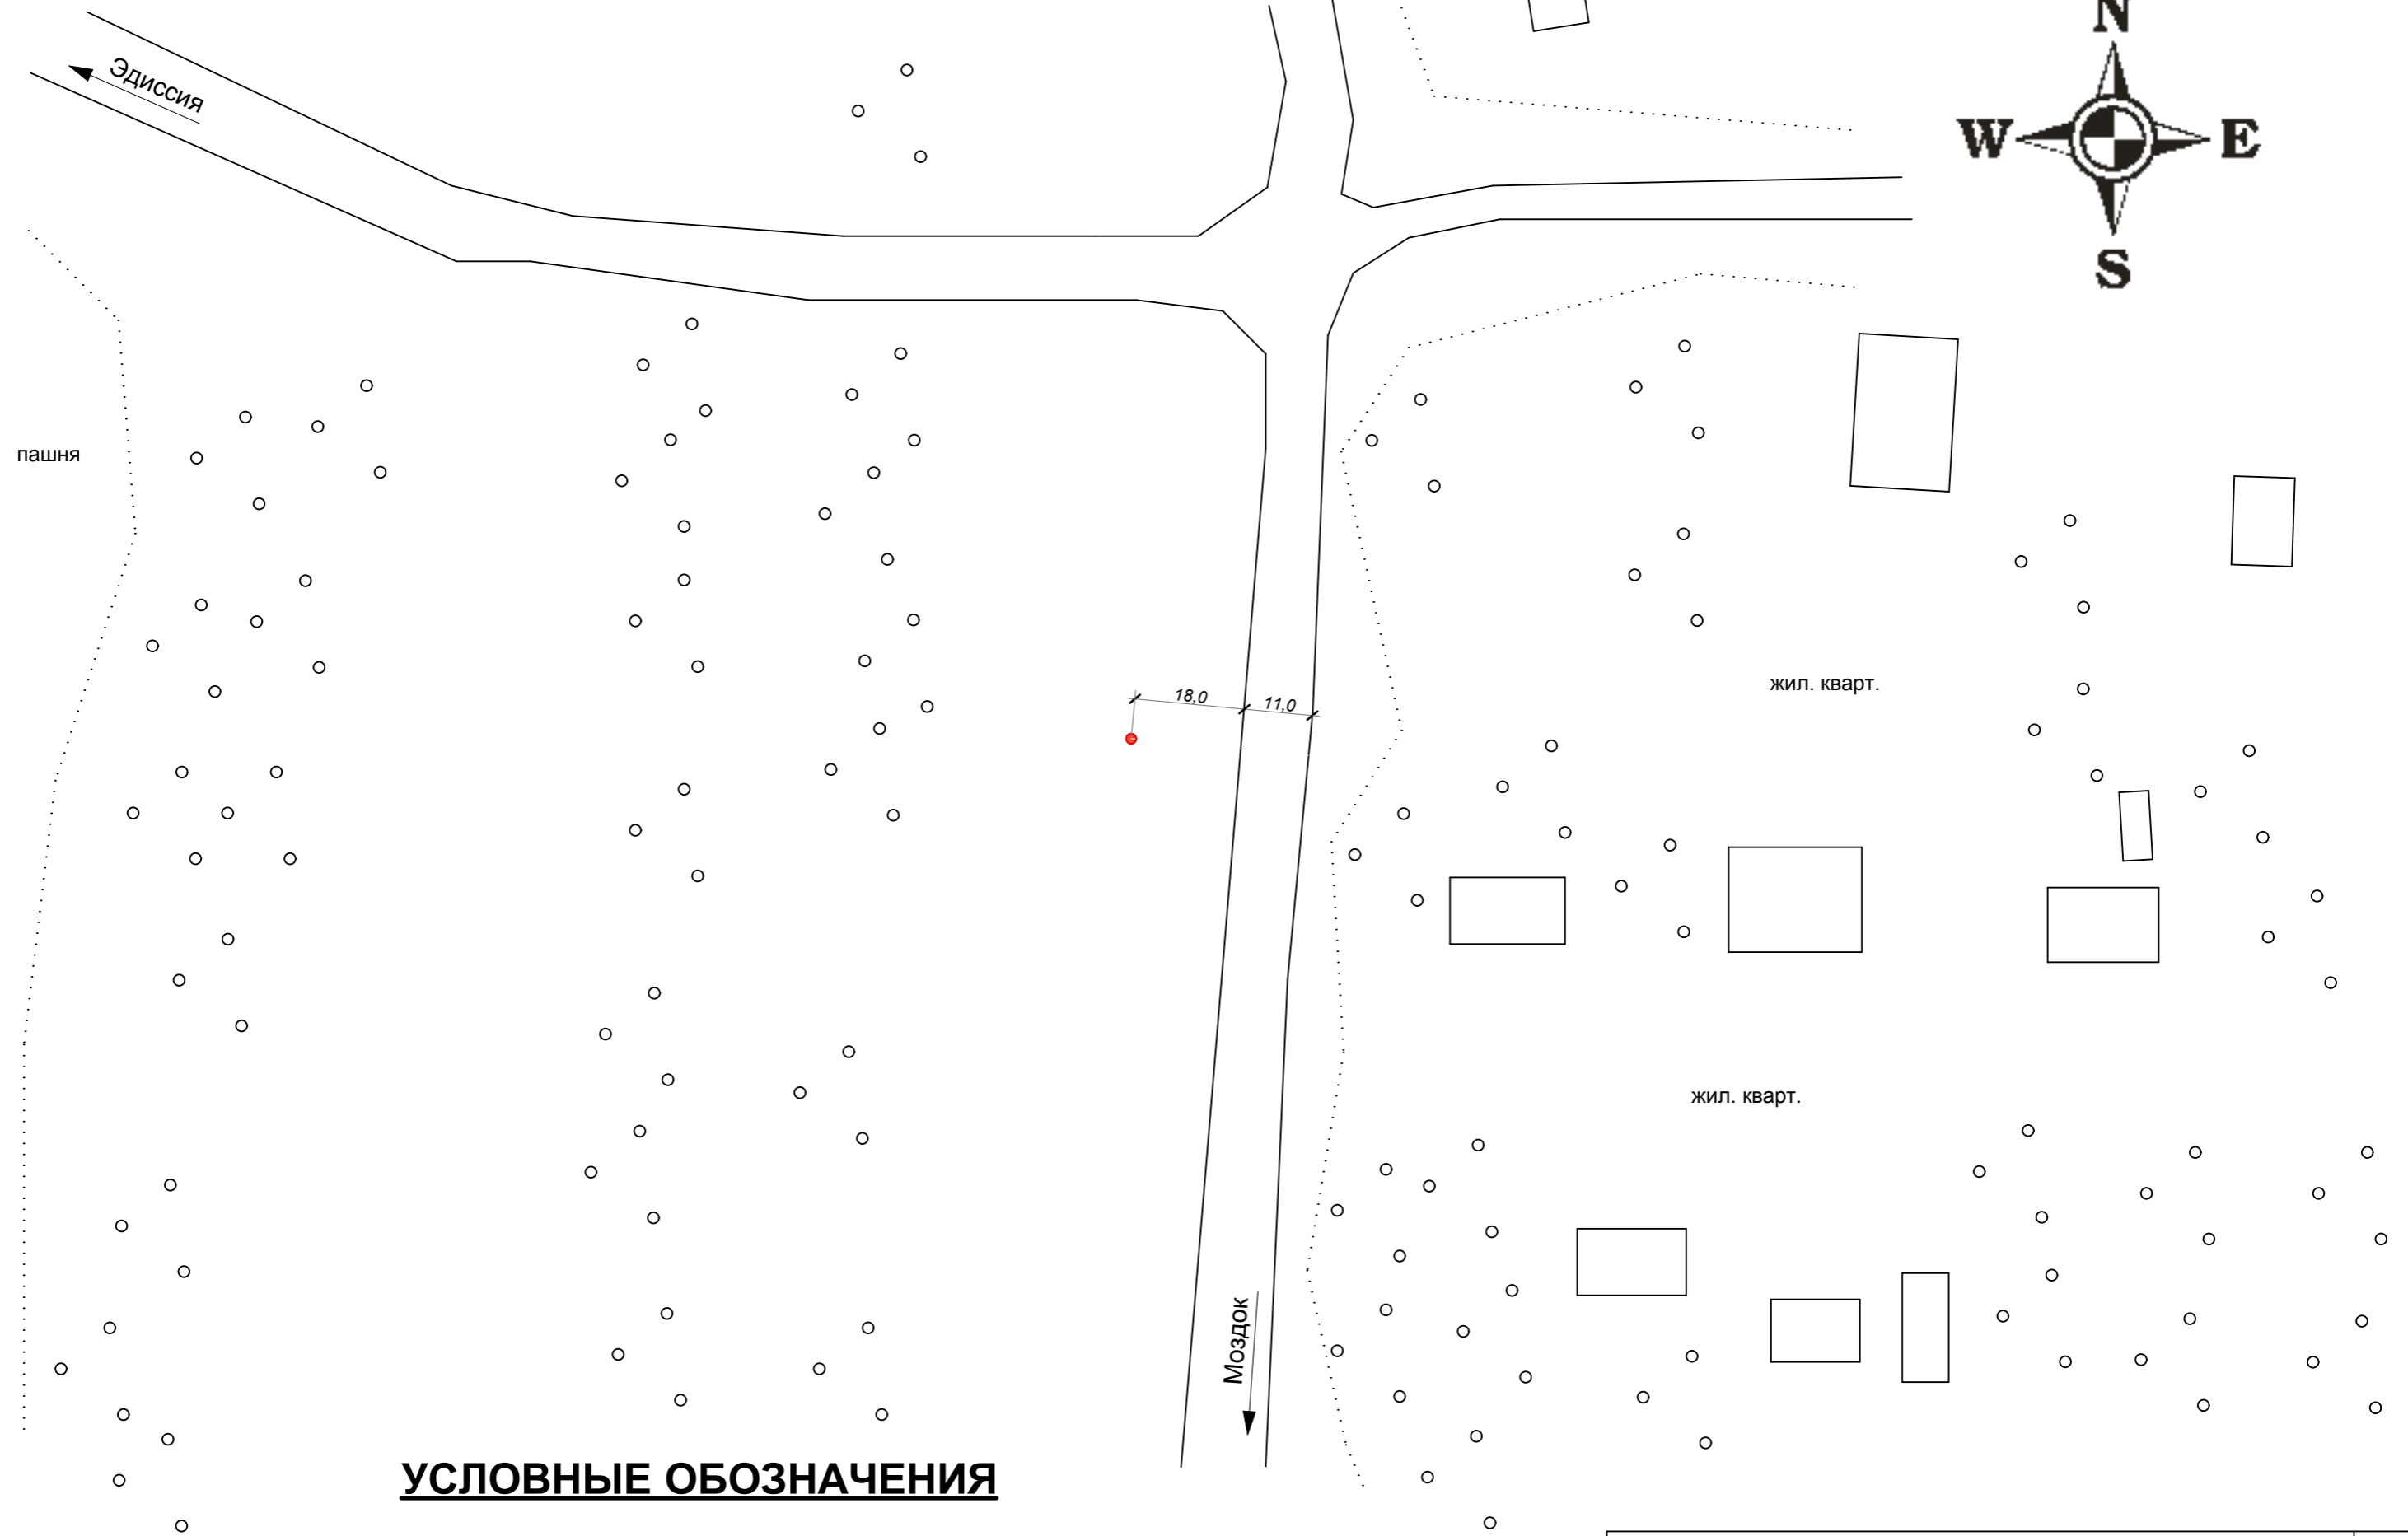 N
Эдиссия
W
E
S
пашня
жил. кварт.
18,0
11,0
жил. кварт.
Моздок
УСЛОВНЫЕ ОБОЗНАЧЕНИЯ